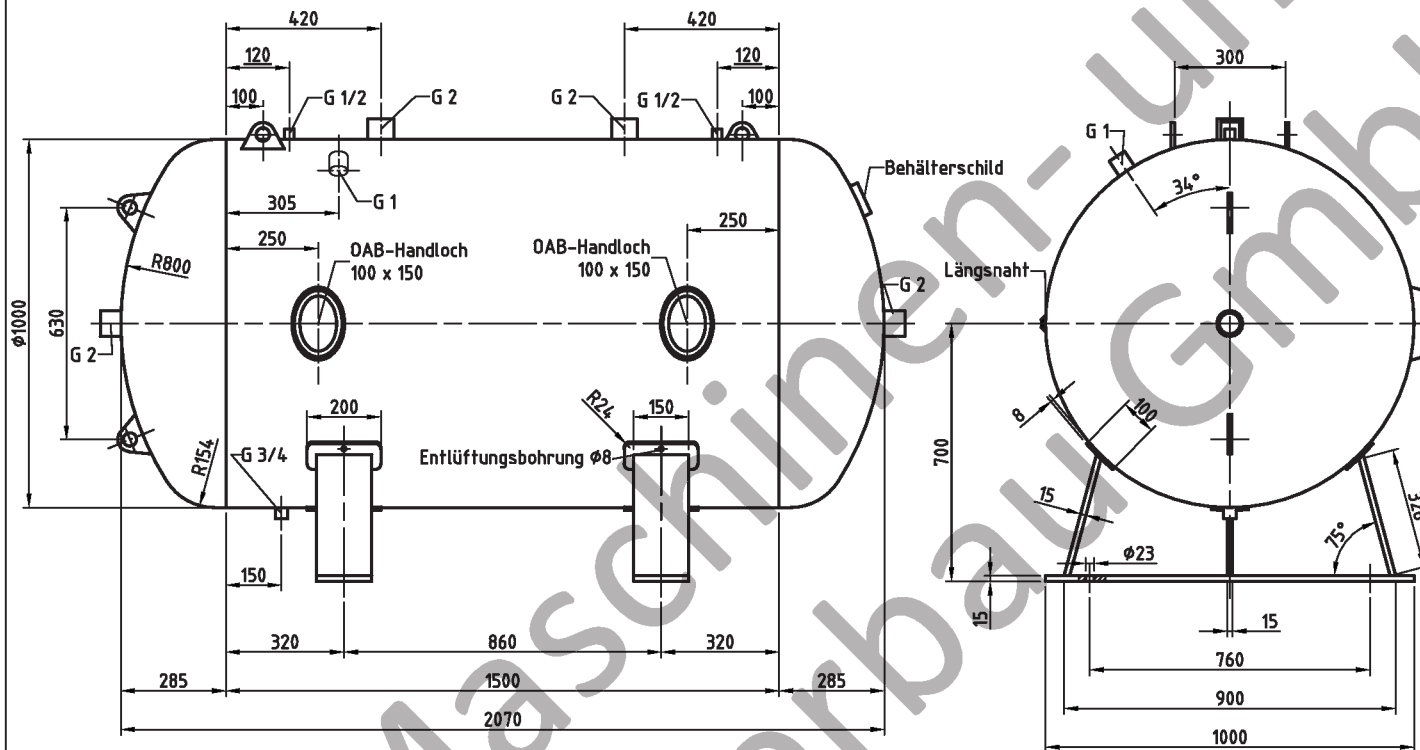 420
420
120
120
300
100
G 1/2
G 2
G 2
G 1/2
100
G 1
34°
Behälterschild
G 1
305
250
250
R800
OAB-Handloch
100 x 150
OAB-Handloch
100 x 150
Längsnaht
G 2
ϕ1000
630
G 2
200
R24
150
8
100
700
R154
G 3/4
Entlüftungsbohrung ϕ8
15
75°
ϕ23
150
15
15
320
860
320
760
285
1500
285
900
2070
1000
Maschinen- un
erbau GmbH